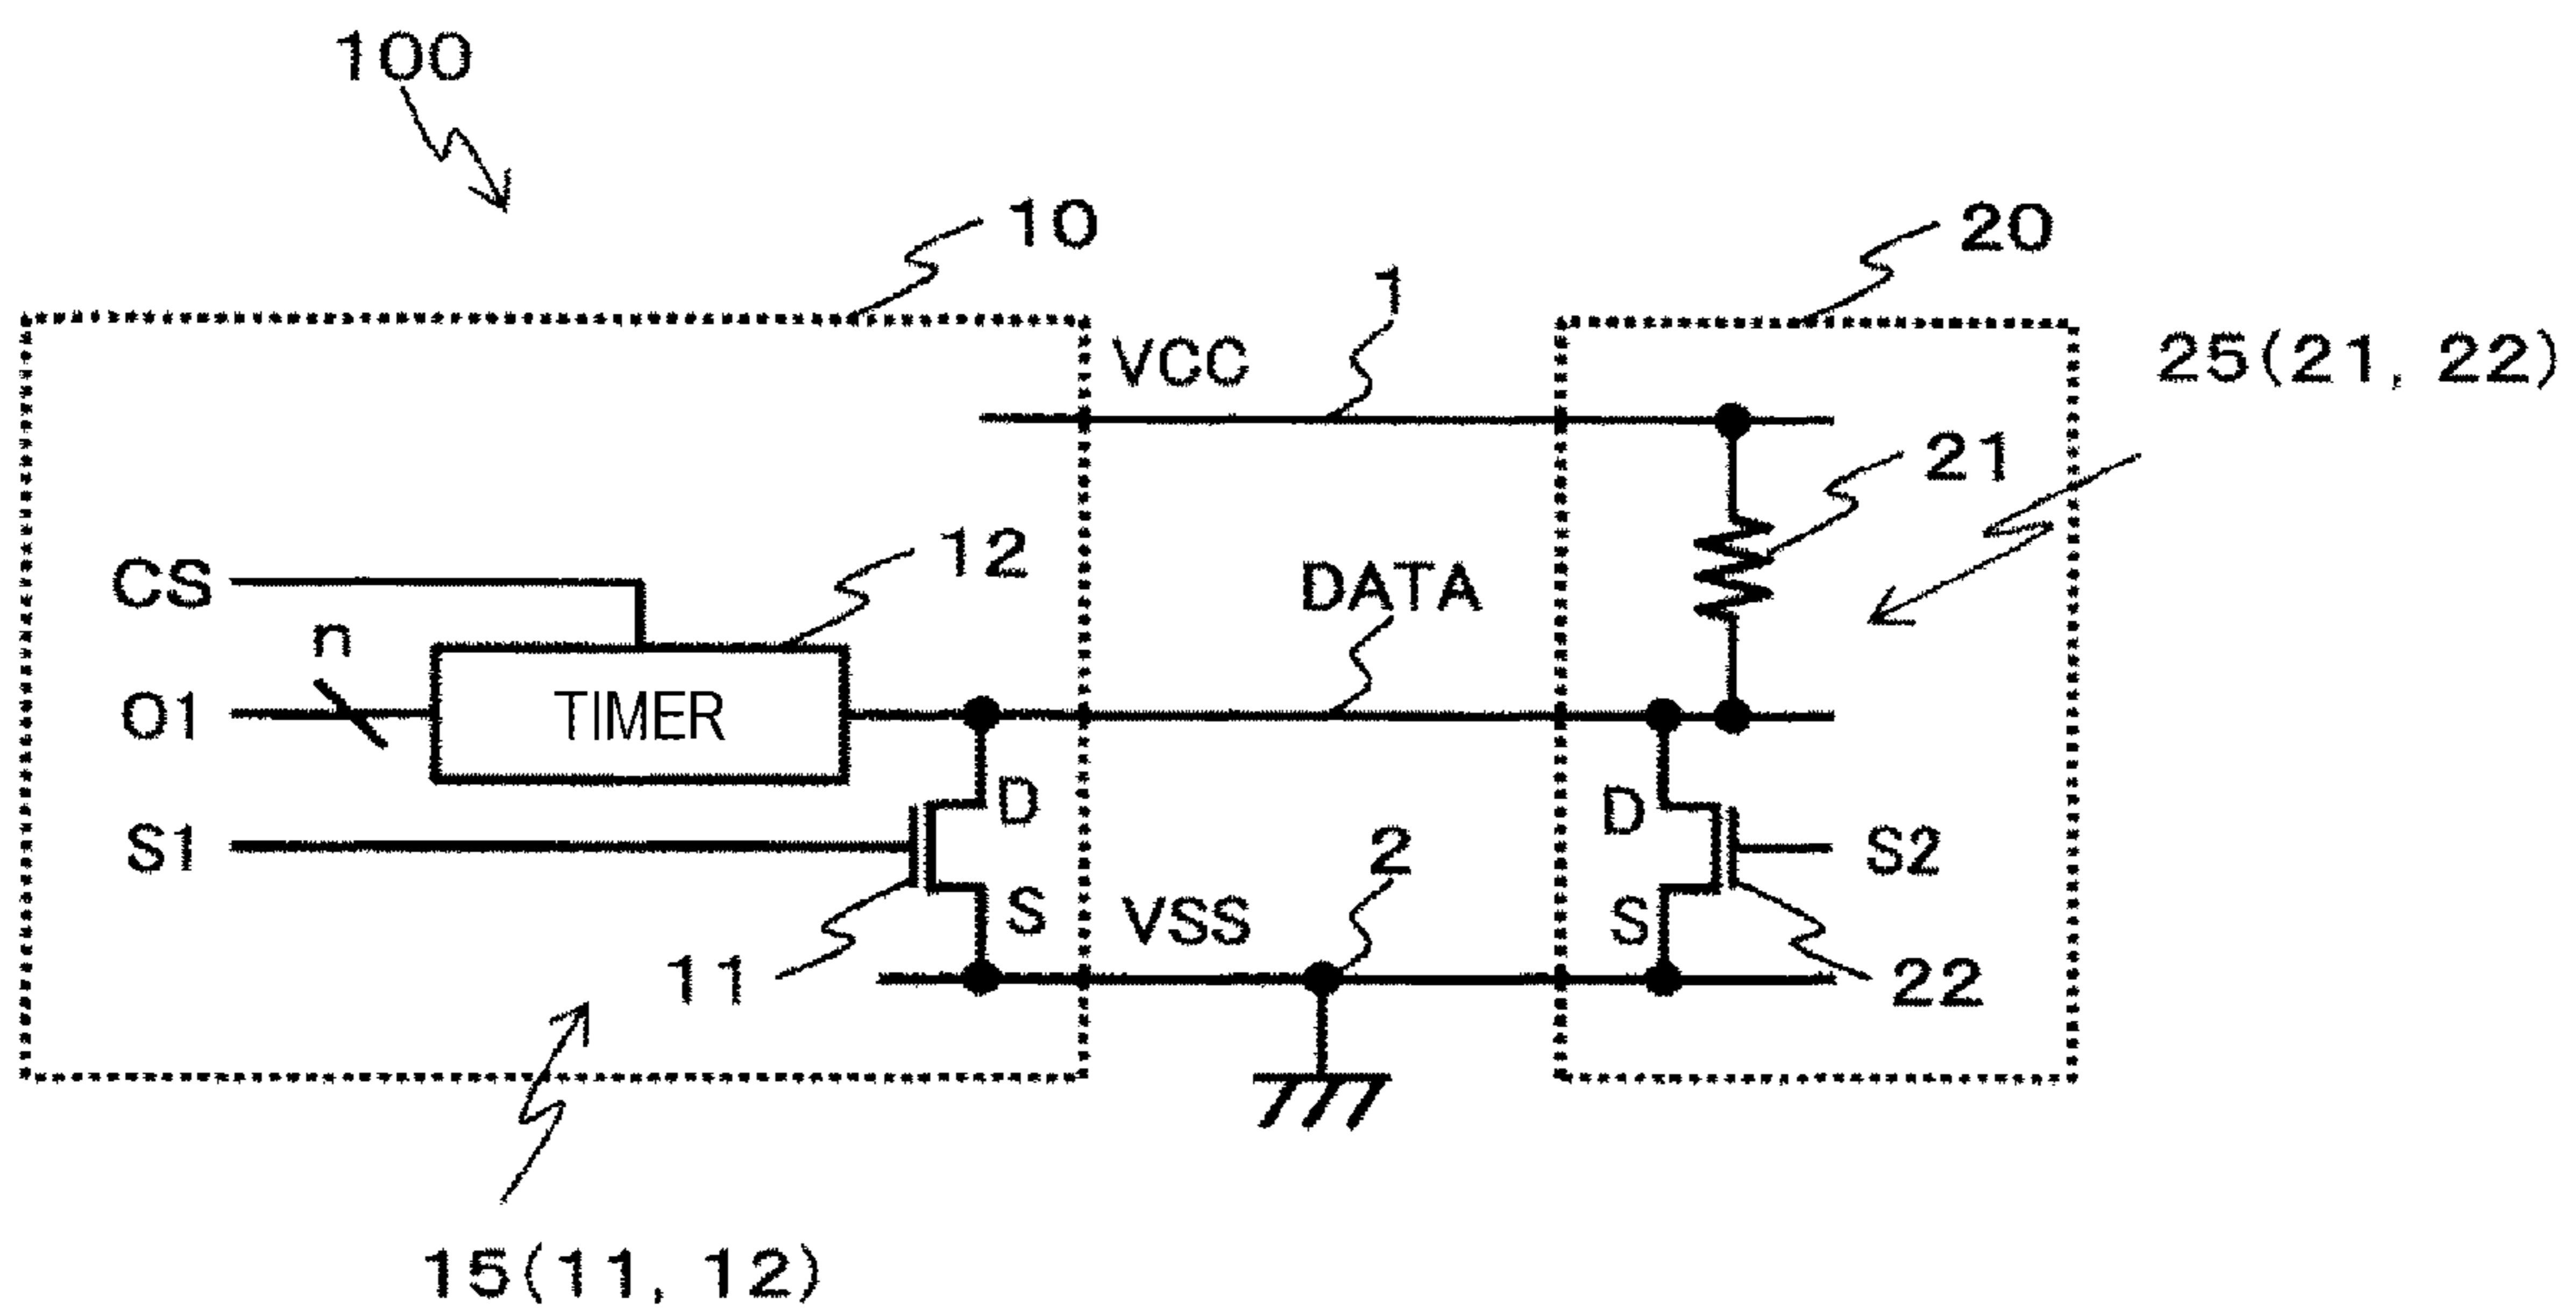 100
10
20
1
VCC
25(21, 22)
21
12
CS
DATA
n
O1
TIMER
D
D
S1
2
S2
S
VSS
S
11
22
15(11, 12)